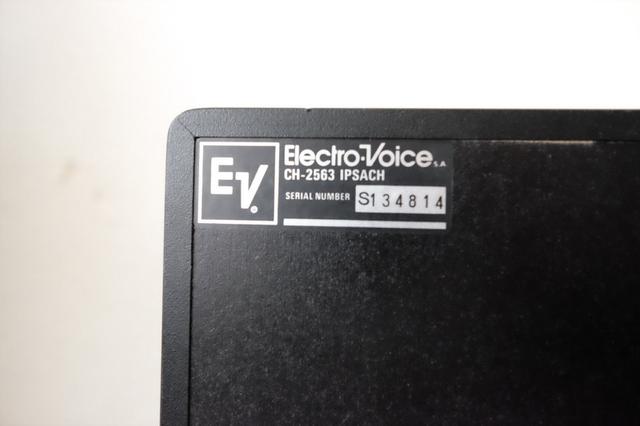 EV®
Electro-Voice S.A
CH-2563 IPSACH
SERIAL NUMBER S134814